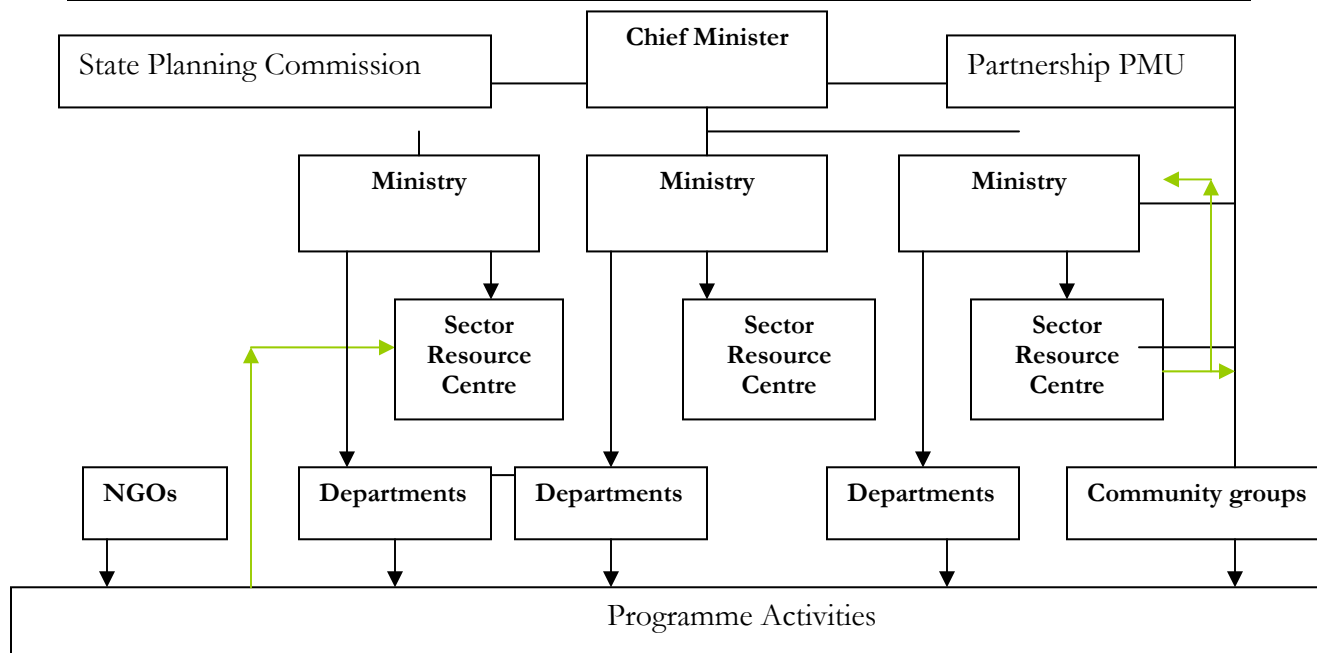 Chief Minister
State Planning Commission
Partnership PMU
Ministry
Ministry
Ministry
Sector
Resource
Centre
Sector
Resource
Centre
Sector
Resource
Centre
NGOs
Departments
Departments
Departments
Community groups
Programme Activities